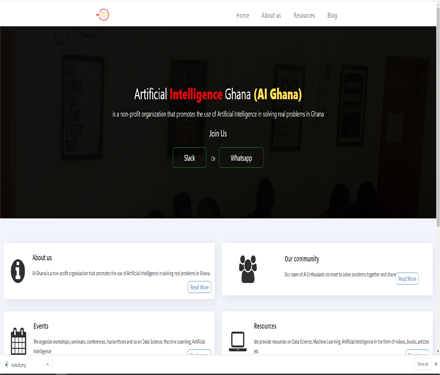 Home About us Resources Blog
Artificial Intelligence Ghana (AI Ghana)
is a non-profit organization that promotes the use of Artificial Intelligence in solving real problems in Ghana
Join Us
Slack Or Whatsapp
About us
AI Ghana is a non-profit organization that promotes the use of Artificial Intelligence in solving real problems in Ghana.
Read More
Our community
Our team of AI Enthusiasts co-meet to solve problems together and share
Read More
Events
We organize workshops, seminars, conferences, hackerthons and so on Data Science, Machine Learning, Artificial
Intelligence
Resources
We provide resources on Data Science, Machine Learning, Artificial Intelligence in the form of videos, books, articles
etc
Show all